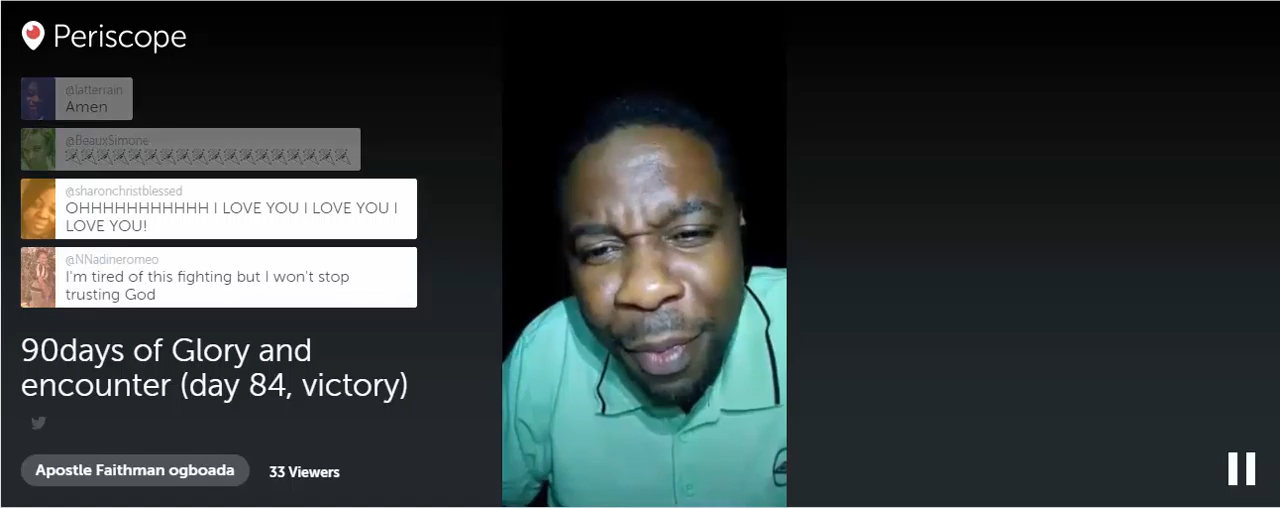 Periscope
@latterrain
Amen
@BeauxSimone
@sharonchristblessed
OHHHHHHHHHHH I LOVE YOU I LOVE YOU I
LOVE YOU!
@NNadineromeo
I'm tired of this fighting but I won't stop
trusting God
90days of Glory and
encounter (day 84, victory)
Apostle Faithman ogboada
33 Viewers